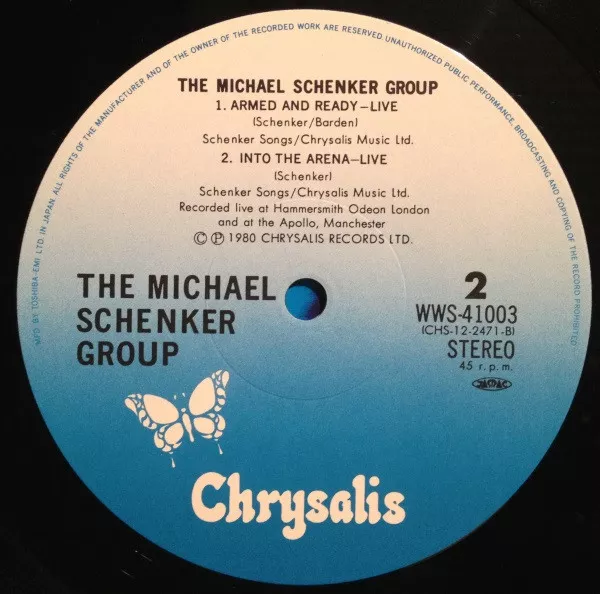 MFD BY TOSHIBA-EMI LTD. IN JAPAN. ALL RIGHTS OF THE MANUFACTURER AND OF THE OWNER OF THE RECORDED WORK ARE RESERVED. UNAUTHORIZED PUBLIC PERFORMANCE, BROADCASTING AND COPYING OF THE RECORD PROHIBITED
THE MICHAEL SCHENKER GROUP
1. ARMED AND READY–LIVE
(Schenker/Barden)
Schenker Songs/Chrysalis Music Ltd.
2. INTO THE ARENA–LIVE
(Schenker)
Schenker Songs/Chrysalis Music Ltd.
Recorded live at Hammersmith Odeon London
and at the Apollo, Manchester
© ℗ 1980 CHRYSALIS RECORDS LTD.
THE MICHAEL
SCHENKER
GROUP
2
WWS-41003
(CHS-12-2471-B)
STEREO
45 r.p.m.
JASRAC
Chrysalis